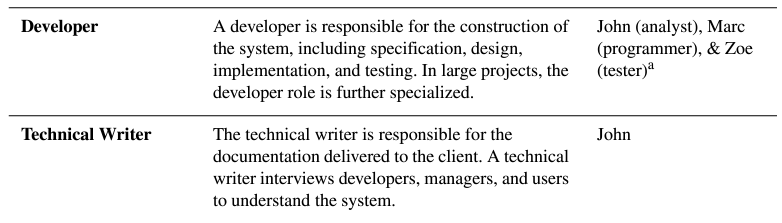 Developer
A developer is responsible for the construction of
the system, including specification, design,
implementation, and testing. In large projects, the
developer role is further specialized.
John (analyst), Marc
(programmer), & Zoe
(tester)a
Technical Writer
The technical writer is responsible for the
documentation delivered to the client. A technical
writer interviews developers, managers, and users
to understand the system.
John